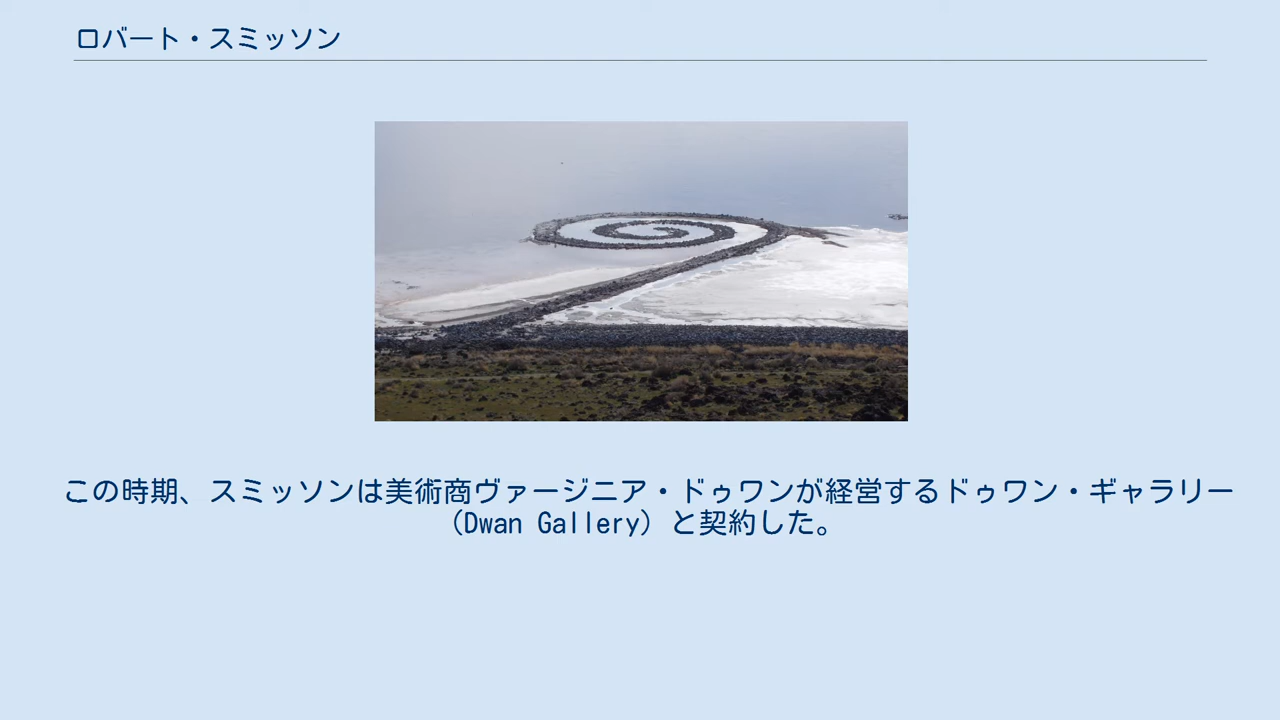 ロバート・スミッソン
この時期、スミッソンは美術商ヴァージニア・ドゥワンが経営するドゥワン・ギャラリー
（Dwan Gallery）と契約した。